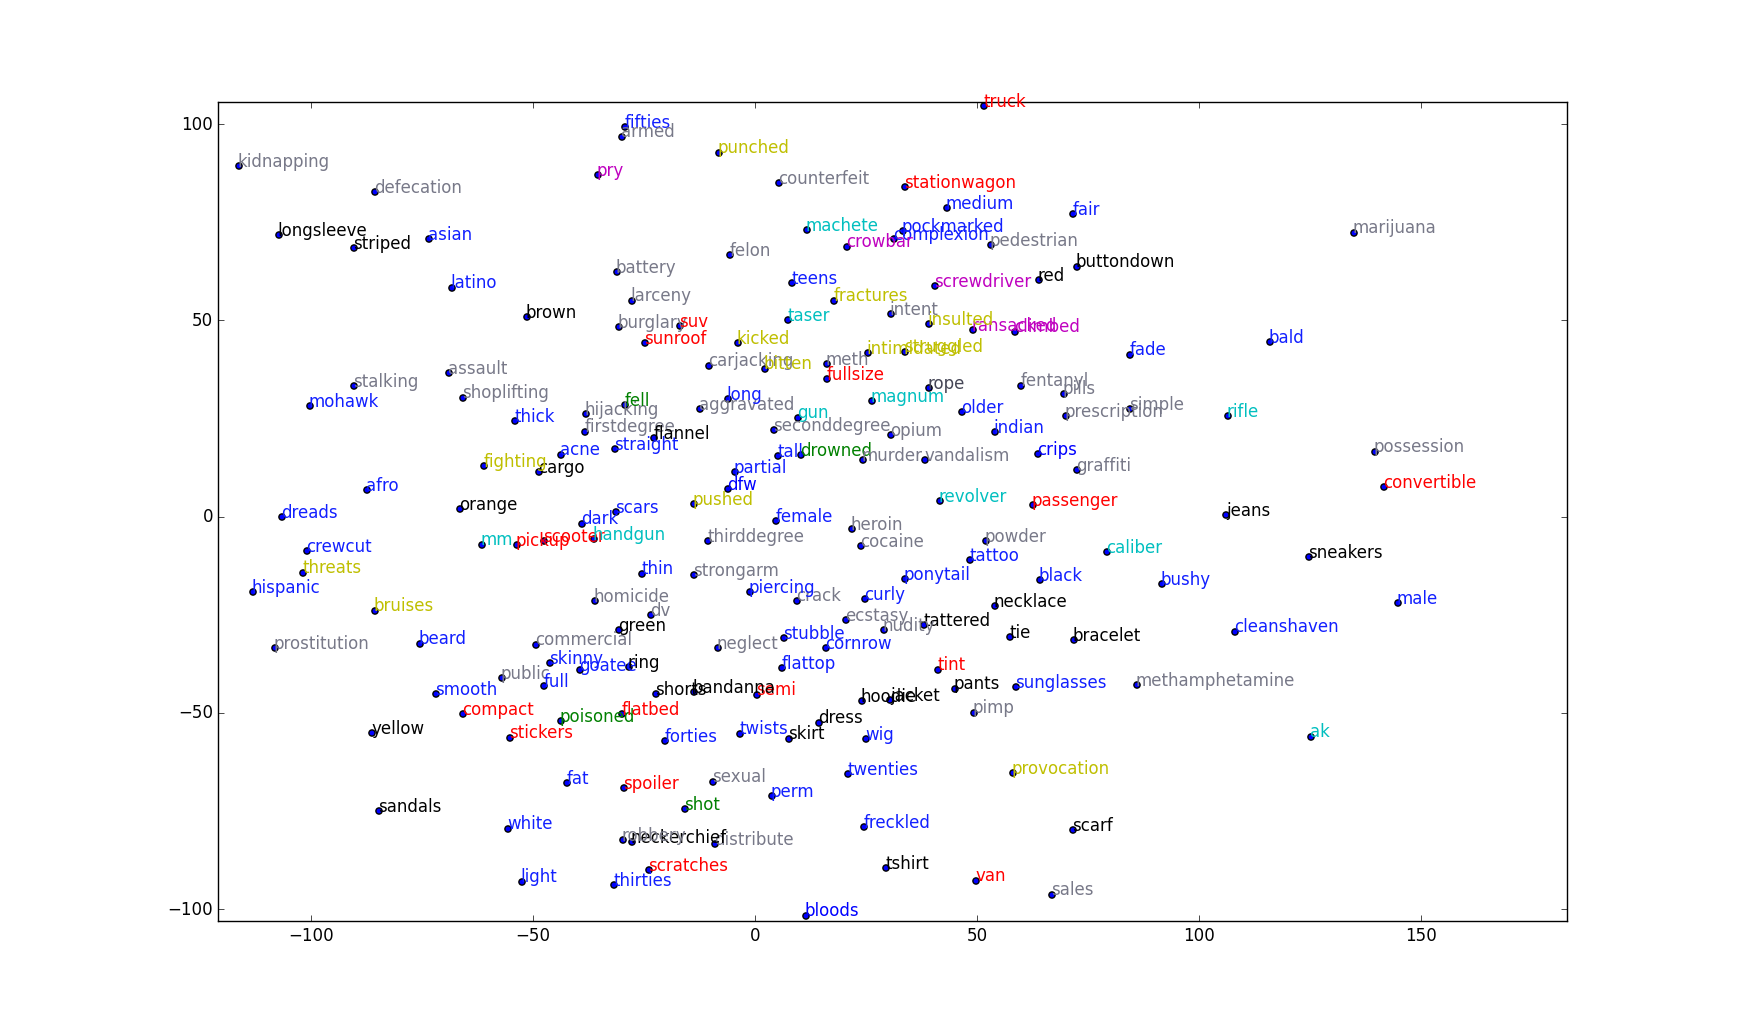 truck
100
fifties
armed
punched
kidnapping
pry
counterfeit
stationwagon
defecation
medium
fair
longsleeve
asian
striped
machete
pockmarked
complexion
crowbar
pedestrian
marijuana
felon
battery
buttondown
latino
teens
screwdriver
red
larceny
fractures
brown
intent
50
burglary
suv
taser
insulted
ransacked
climbed
sunroof
kicked
bald
intimidated
struggled
fade
assault
carjacking
bitten
meth
fullsize
stalking
shoplifting
rope
fentanyl
pills
mohawk
fell
long
magnum
hijacking
aggravated
gun
older
prescription
simple
rifle
thick
firstdegree
flannel
seconddegree
opium
indian
acne
straight
tall
drowned
murder
vandalism
crips
possession
fighting
cargo
partial
graffiti
afro
dfw
convertible
orange
pushed
revolver
passenger
0
dreads
scars
dark
female
heroin
jeans
mm
pickup
scooter
handgun
thirddegree
cocaine
powder
caliber
crewcut
tattoo
sneakers
threats
thin
strongarm
ponytail
black
bushy
hispanic
piercing
crack
curly
necklace
male
bruises
homicide
dv
ecstasy
nudity
tattered
green
prostitution
beard
commercial
neglect
stubble
cornrow
tie
bracelet
cleanshaven
skinny
goatee
ring
flattop
tint
public
full
smooth
shorts
bandanna
semi
hoodie
jacket
pants
sunglasses
methamphetamine
−50
compact
poisoned
flatbed
dress
pimp
yellow
stickers
forties
twists
skirt
wig
ak
fat
spoiler
sexual
twenties
provocation
sandals
shot
perm
white
robbery
neckerchief
distribute
freckled
scarf
light
thirties
scratches
tshirt
van
sales
−100
bloods
−100 −50 0 50 100 150